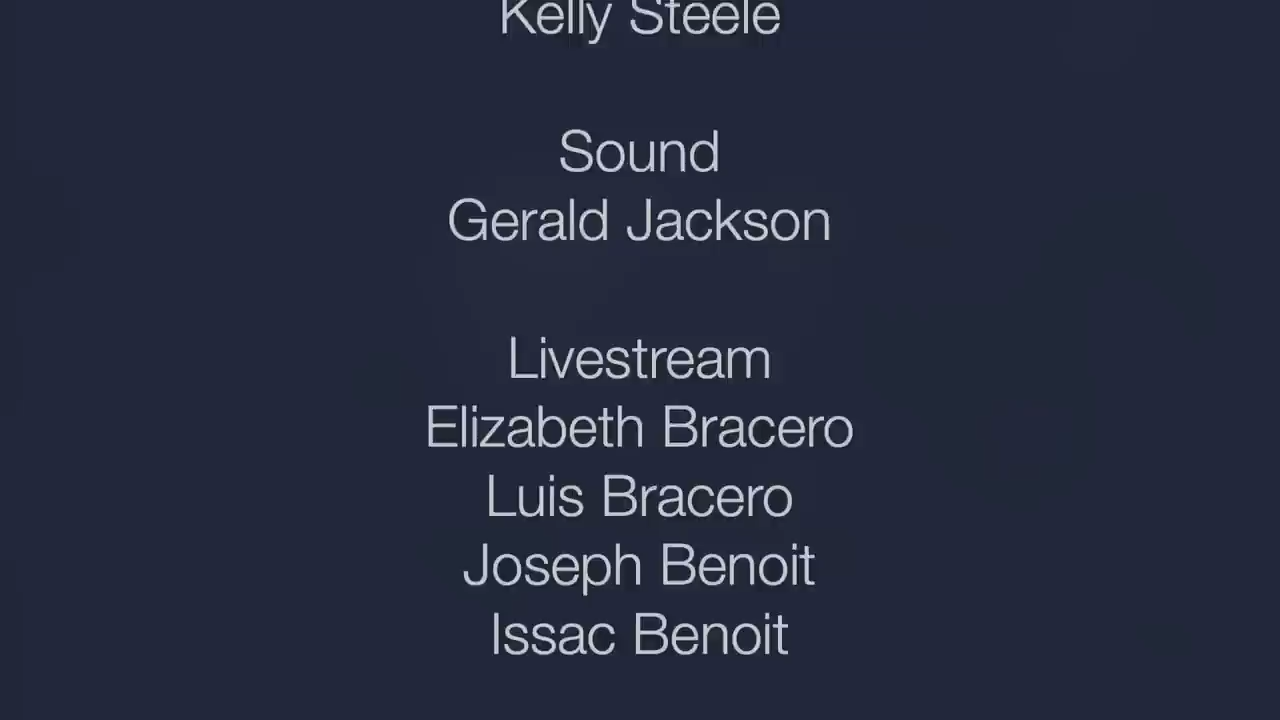 Kelly Steele
Sound
Gerald Jackson
Livestream
Elizabeth Bracero
Luis Bracero
Joseph Benoit
Issac Benoit